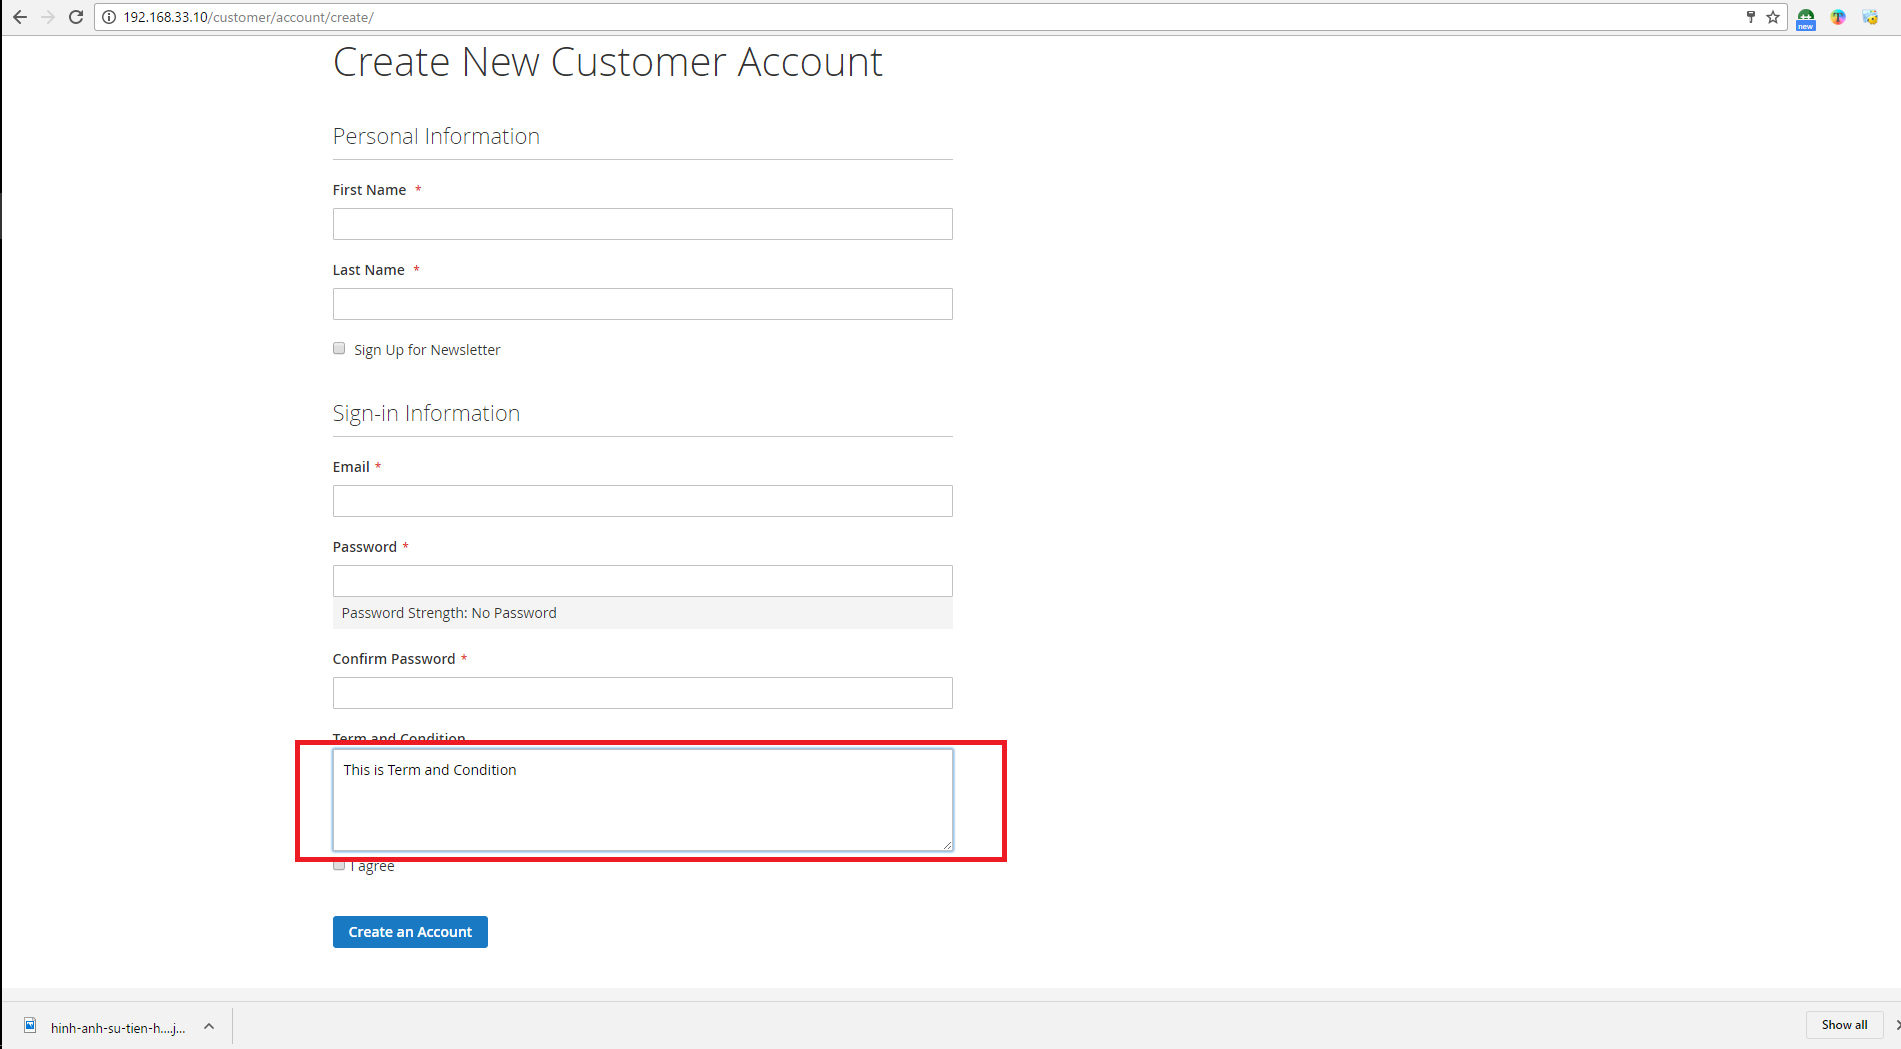 192.168.33.10/customer/account/create/
new
Create New Customer Account
Personal Information
First Name *
Last Name *
Sign Up for Newsletter
Sign-in Information
Email *
Password *
Password Strength: No Password
Confirm Password *
Term and Condition
This is Term and Condition
I agree
Create an Account
hinh-anh-su-tien-h....j...
Show all